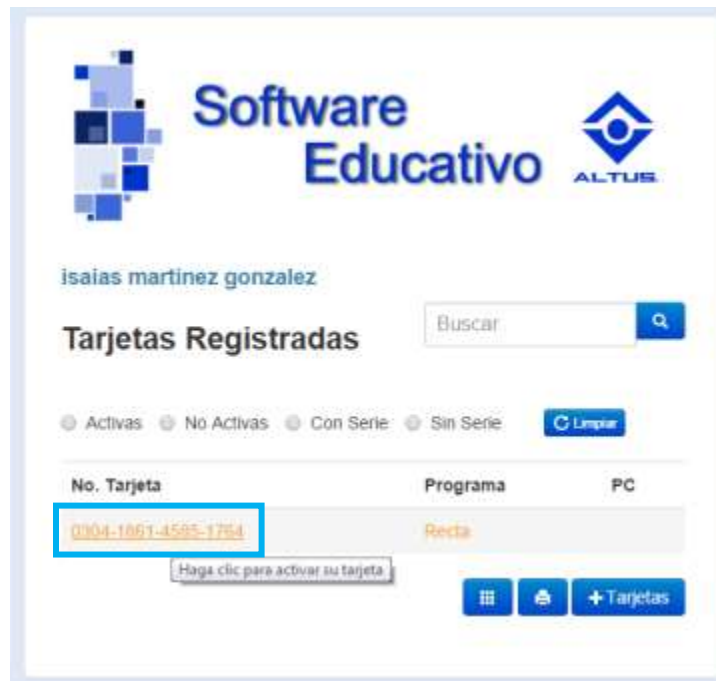 Software
Educativo
ALTUS
isaias martinez gonzalez
Tarjetas Registradas
Buscar
Activas No Activas Con Serie Sin Serie Limpiar
No. Tarjeta Programa PC
0304-1861-4585-1764 Recta
Haga clic para activar su tarjeta
+Tarjetas